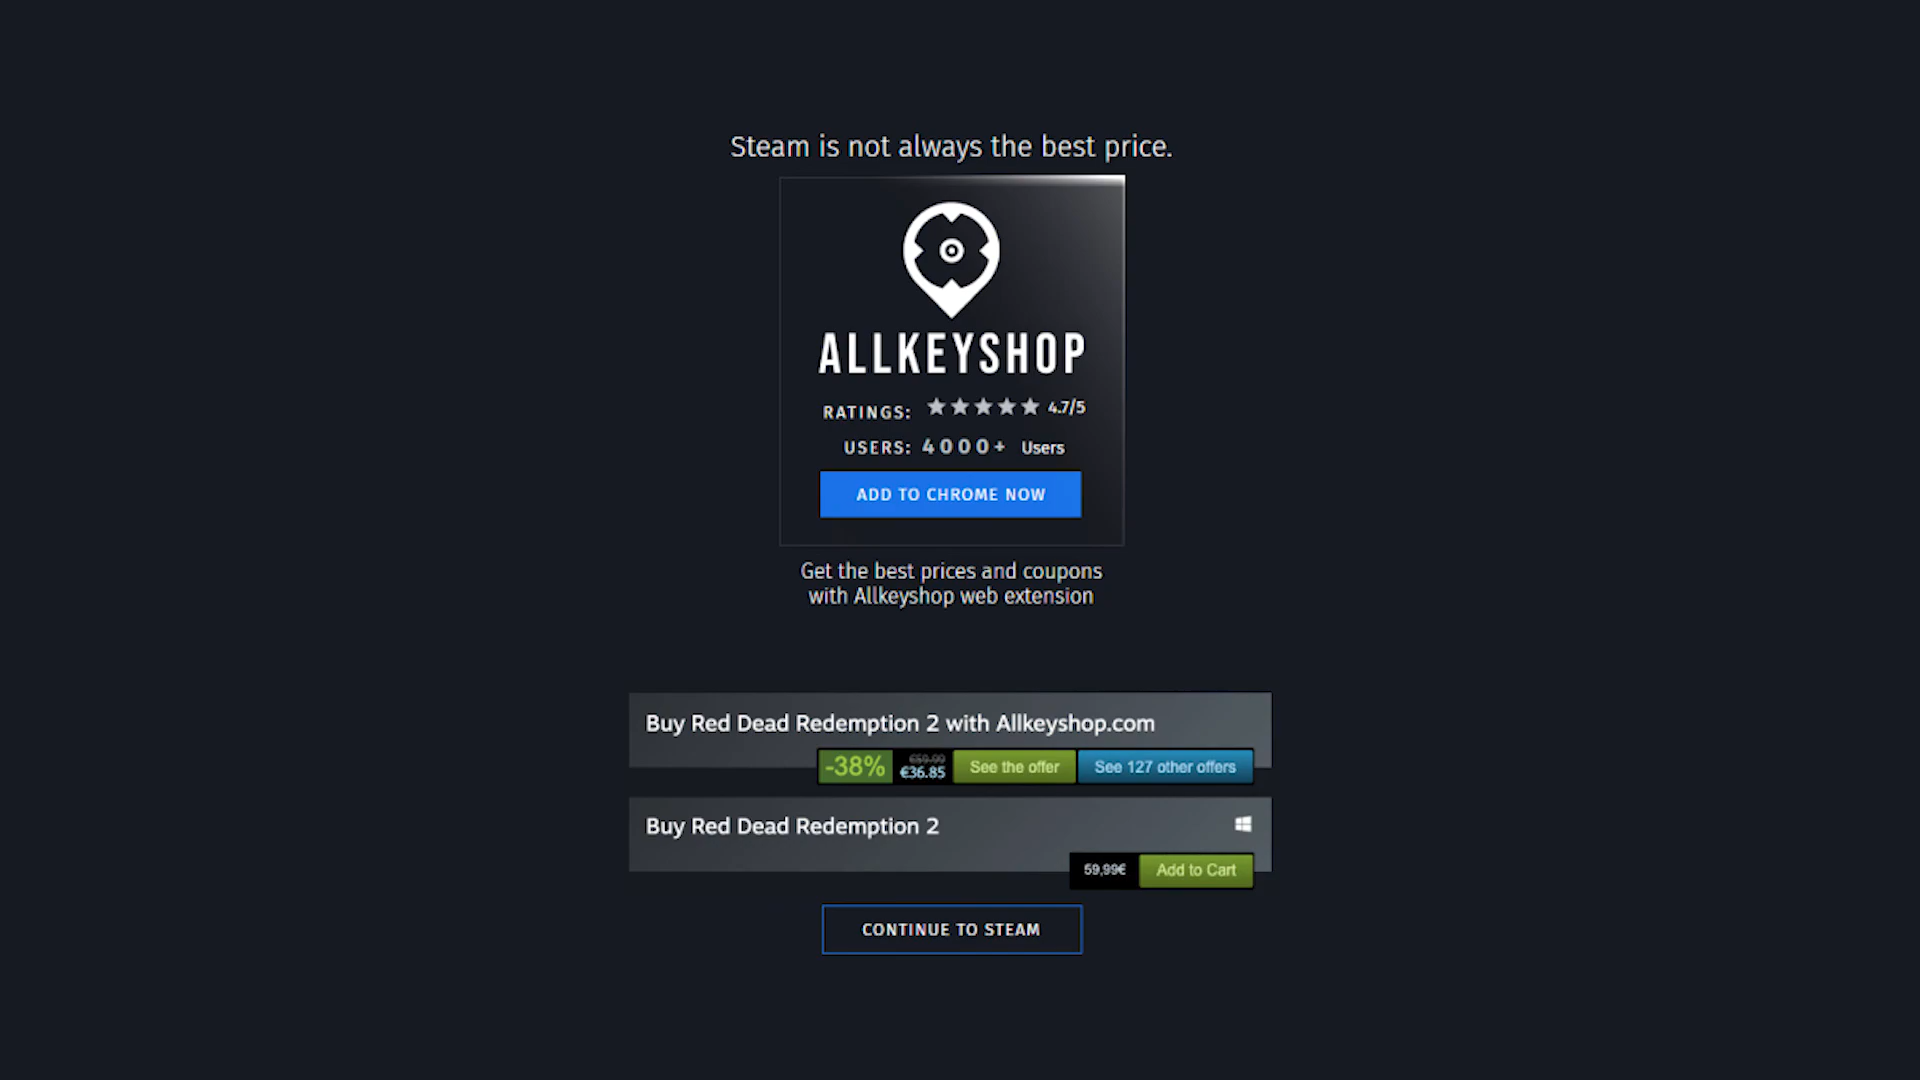 Steam is not always the best price.
ALLKEYSHOP
RATINGS: ★★★★★ 4.7/5
USERS: 4000+ Users
ADD TO CHROME NOW
Get the best prices and coupons
with Allkeyshop web extension
Buy Red Dead Redemption 2 with Allkeyshop.com
-38% €59.99 €36.85 See the offer See 127 other offers
Buy Red Dead Redemption 2
59,99€ Add to Cart
CONTINUE TO STEAM